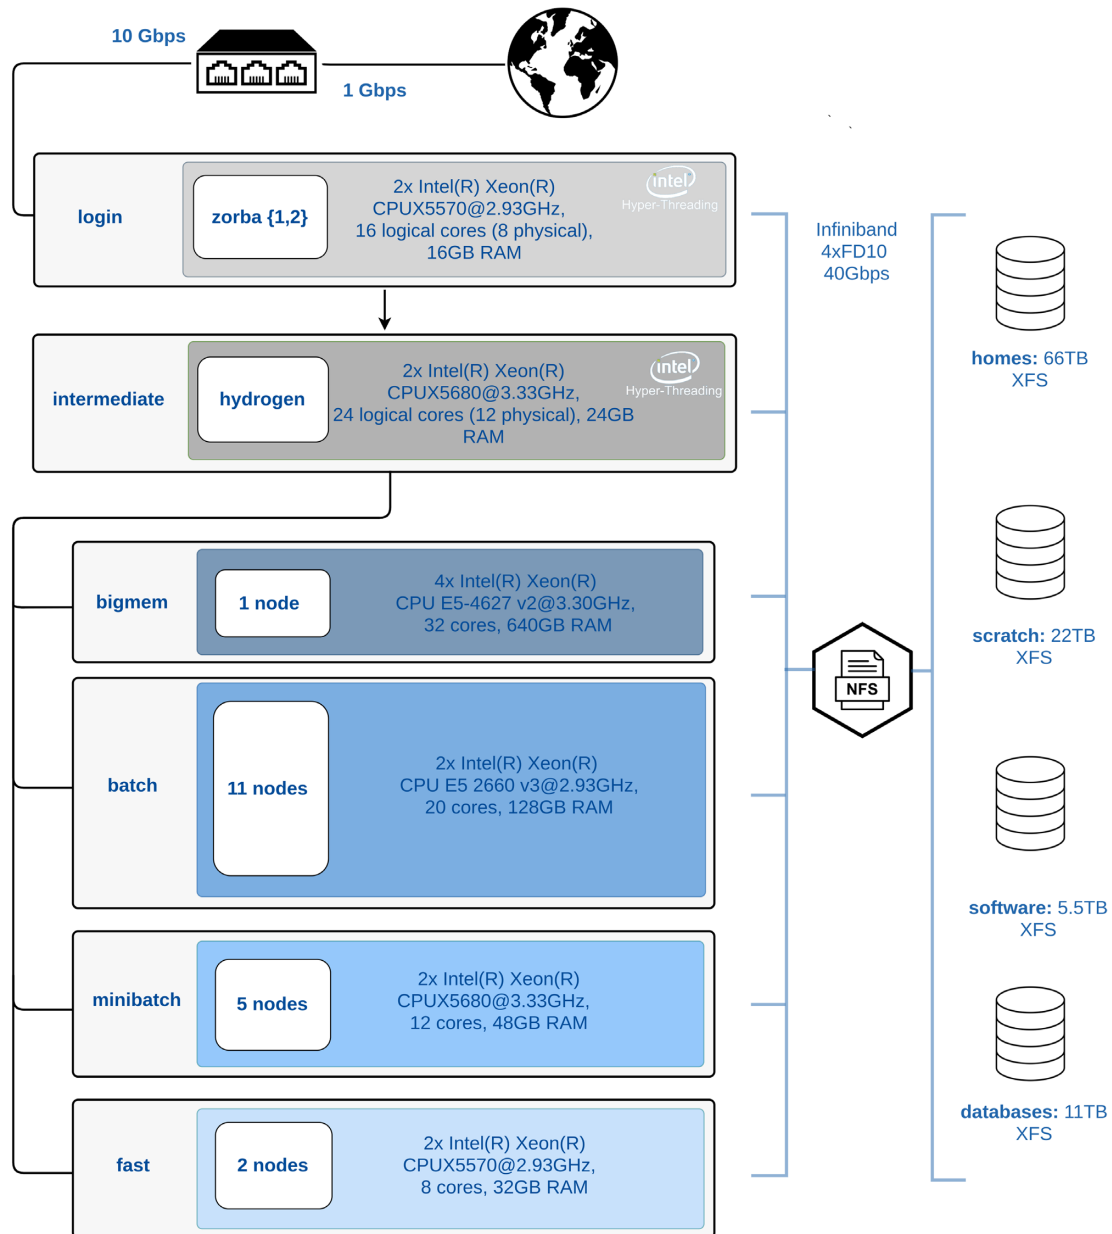 10 Gbps
1 Gbps
login
zorba {1,2}
2x Intel(R) Xeon(R)
CPUX5570@2.93GHz,
16 logical cores (8 physical),
16GB RAM
intel
Hyper-Threading
Infiniband
4xFD10
40Gbps
homes: 66TB
XFS
intermediate
hydrogen
2x Intel(R) Xeon(R)
CPUX5680@3.33GHz,
24 logical cores (12 physical), 24GB
RAM
intel
Hyper-Threading
bigmem
1 node
4x Intel(R) Xeon(R)
CPU E5-4627 v2@3.30GHz,
32 cores, 640GB RAM
scratch: 22TB
XFS
NFS
batch
11 nodes
2x Intel(R) Xeon(R)
CPU E5 2660 v3@2.93GHz,
20 cores, 128GB RAM
software: 5.5TB
XFS
minibatch
5 nodes
2x Intel(R) Xeon(R)
CPUX5680@3.33GHz,
12 cores, 48GB RAM
databases: 11TB
XFS
fast
2 nodes
2x Intel(R) Xeon(R)
CPUX5570@2.93GHz,
8 cores, 32GB RAM